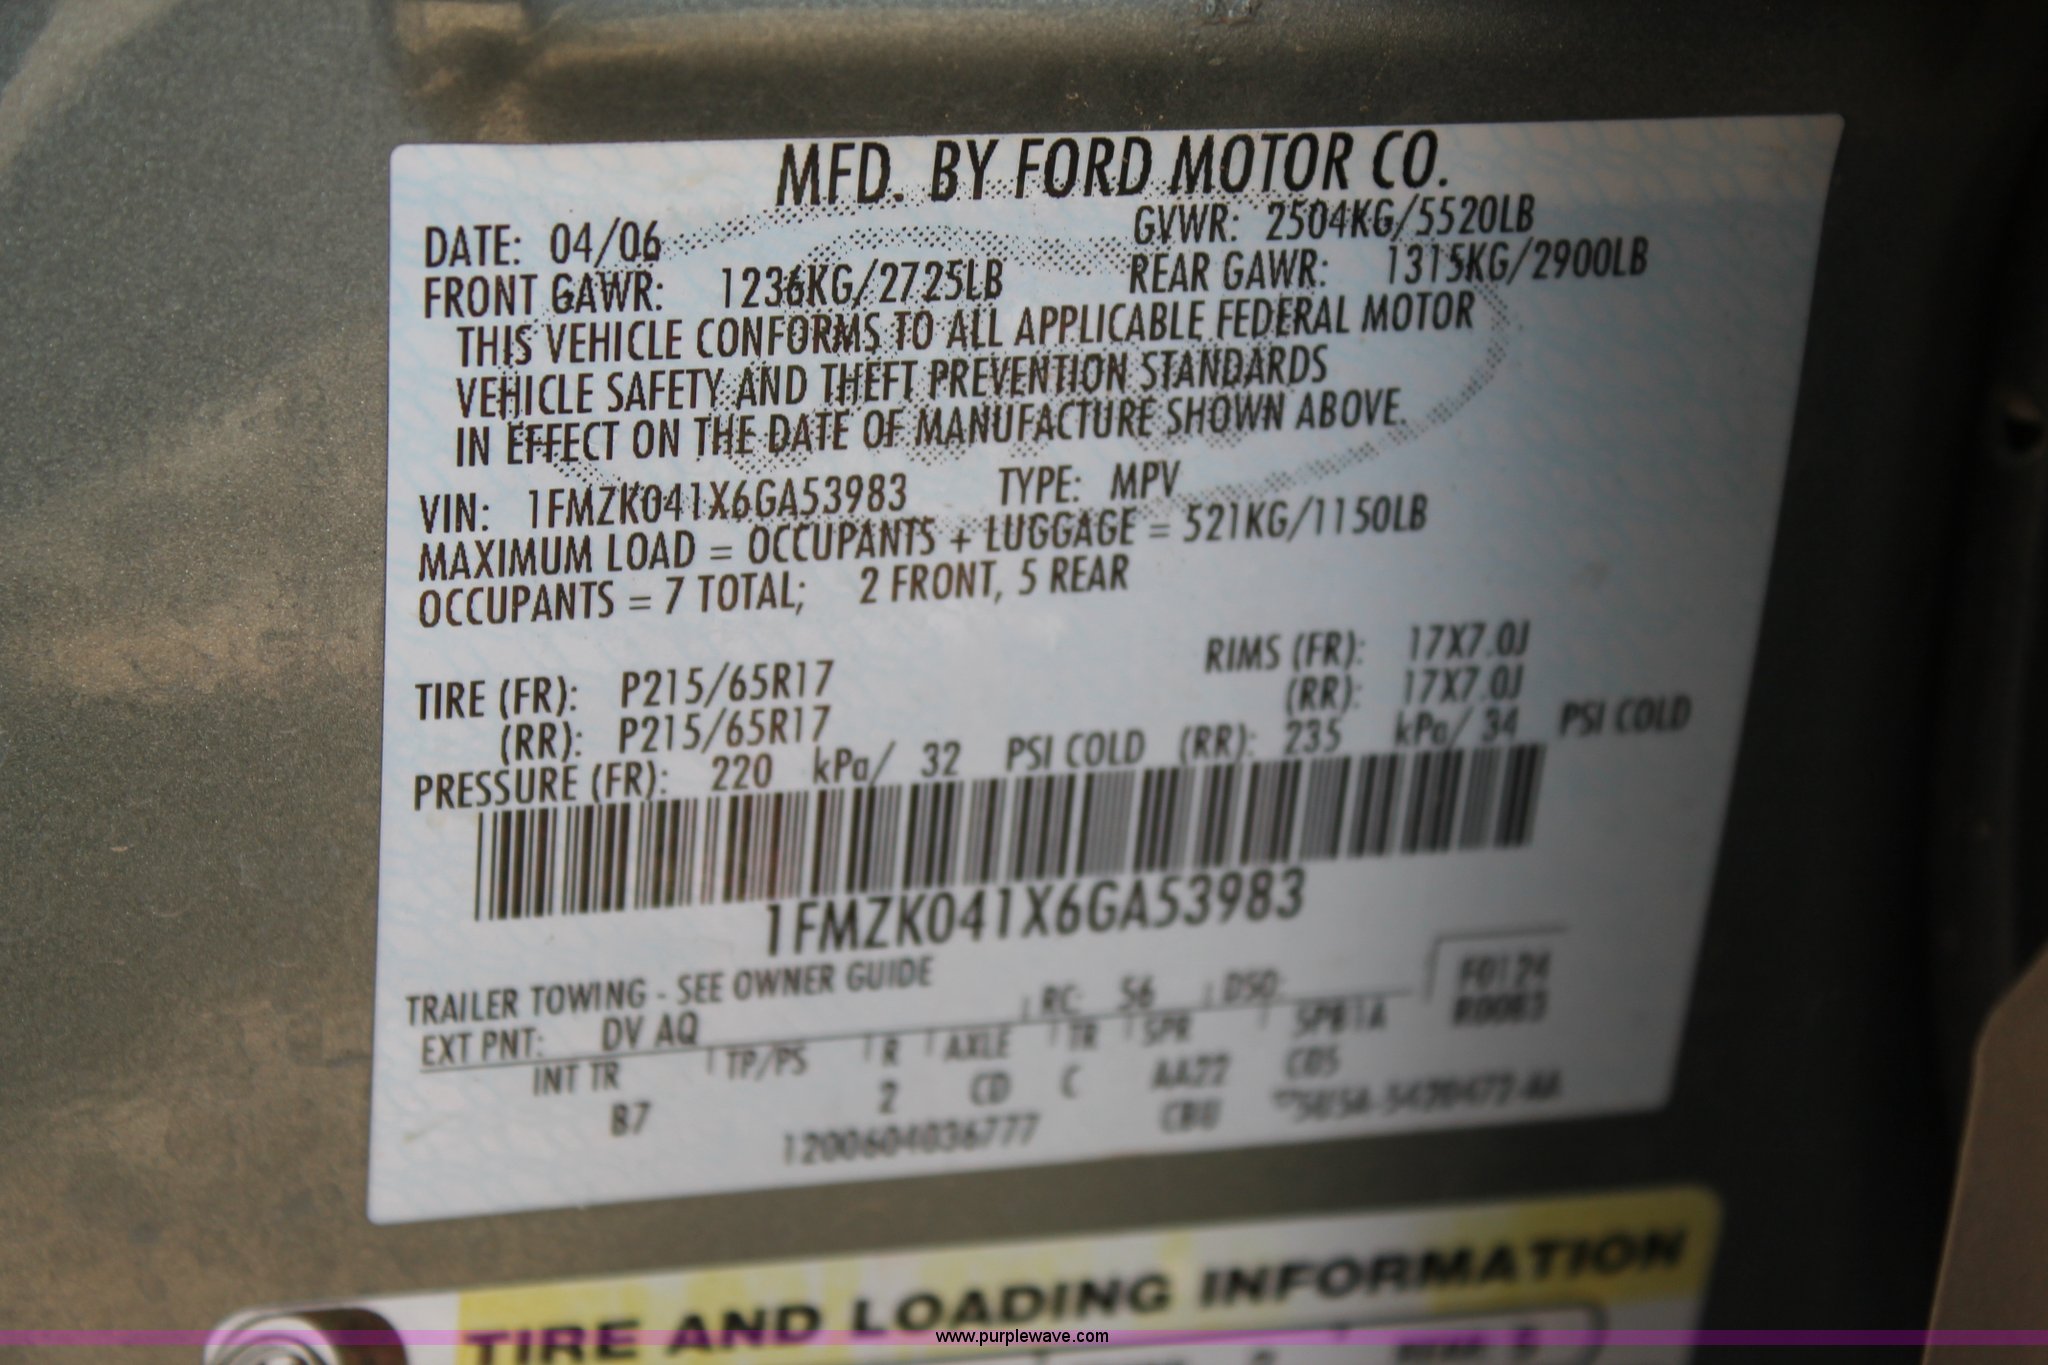 MFD. BY FORD MOTOR CO.
DATE: 04/06 GVWR: 2504KG/5520LB
FRONT GAWR: 1236KG/2725LB REAR GAWR: 1315KG/2900LB
THIS VEHICLE CONFORMS TO ALL APPLICABLE FEDERAL MOTOR
VEHICLE SAFETY AND THEFT PREVENTION STANDARDS
IN EFFECT ON THE DATE OF MANUFACTURE SHOWN ABOVE.
VIN: 1FMZK041X6GA53983 TYPE: MPV
MAXIMUM LOAD = OCCUPANTS + LUGGAGE = 521KG/1150LB
OCCUPANTS = 7 TOTAL; 2 FRONT, 5 REAR
TIRE (FR): P215/65R17 RIMS (FR): 17X7.0J
(RR): P215/65R17 (RR): 17X7.0J
PRESSURE (FR): 220 kPa/ 32 PSI COLD (RR): 235 kPa/ 34 PSI COLD
1FMZK041X6GA53983
TRAILER TOWING - SEE OWNER GUIDE
EXT PNT: DV AQ RC: 56 DSO: F0124
R0083
INT TR TP/PS R AXLE TR SPR
B7 2 CD C AA22
1200604036777 CBU
TIRE AND LOADING INFORMATION
www.purplewave.com